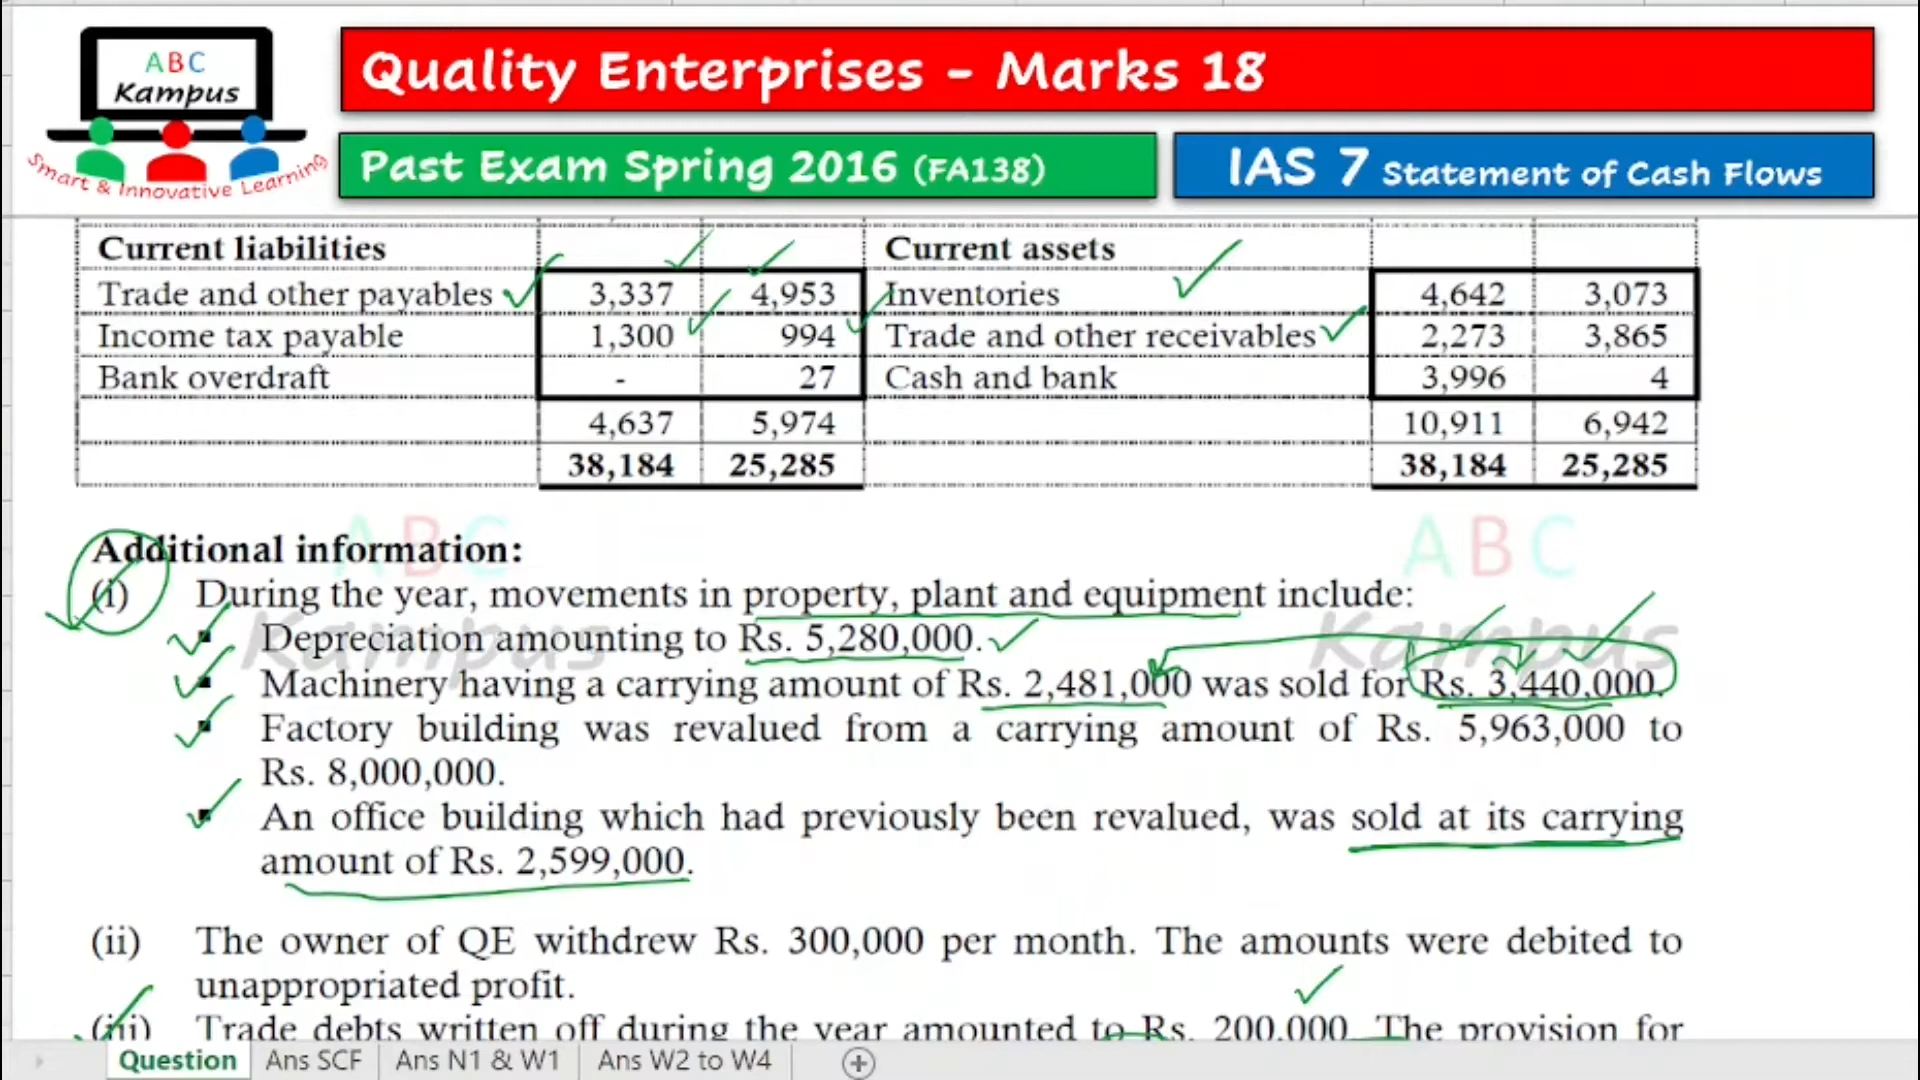 ABC
Kampus
Smart & Innovative Learning
Quality Enterprises - Marks 18
Past Exam Spring 2016 (FA138)
IAS 7 Statement of Cash Flows
Current liabilities Current assets
Trade and other payables 3,337 4,953 Inventories 4,642 3,073
Income tax payable 1,300 994 Trade and other receivables 2,273 3,865
Bank overdraft - 27 Cash and bank 3,996 4
4,637 5,974 10,911 6,942
38,184 25,285 38,184 25,285
ABC Kampus
ABC Kampus
Additional information:
(i) During the year, movements in property, plant and equipment include:
▪ Depreciation amounting to Rs. 5,280,000.
▪ Machinery having a carrying amount of Rs. 2,481,000 was sold for Rs. 3,440,000.
▪ Factory building was revalued from a carrying amount of Rs. 5,963,000 to
Rs. 8,000,000.
▪ An office building which had previously been revalued, was sold at its carrying
amount of Rs. 2,599,000.
(ii) The owner of QE withdrew Rs. 300,000 per month. The amounts were debited to
unappropriated profit.
(iii) Trade debts written off during the year amounted to Rs. 200,000. The provision for
Question Ans SCF Ans N1 & W1 Ans W2 to W4